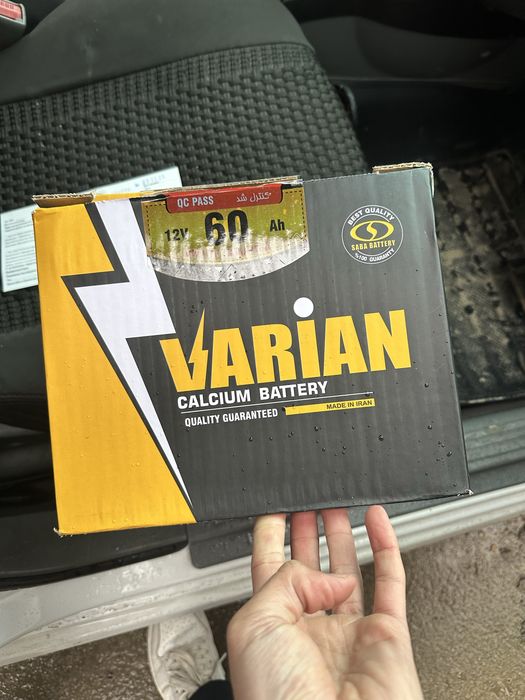 QC PASS کنترل شد
12V 60 Ah
BEST QUALITY
SABA BATTERY
%100 GUARANTY
VARIAN
CALCIUM BATTERY
QUALITY GUARANTEED MADE IN IRAN